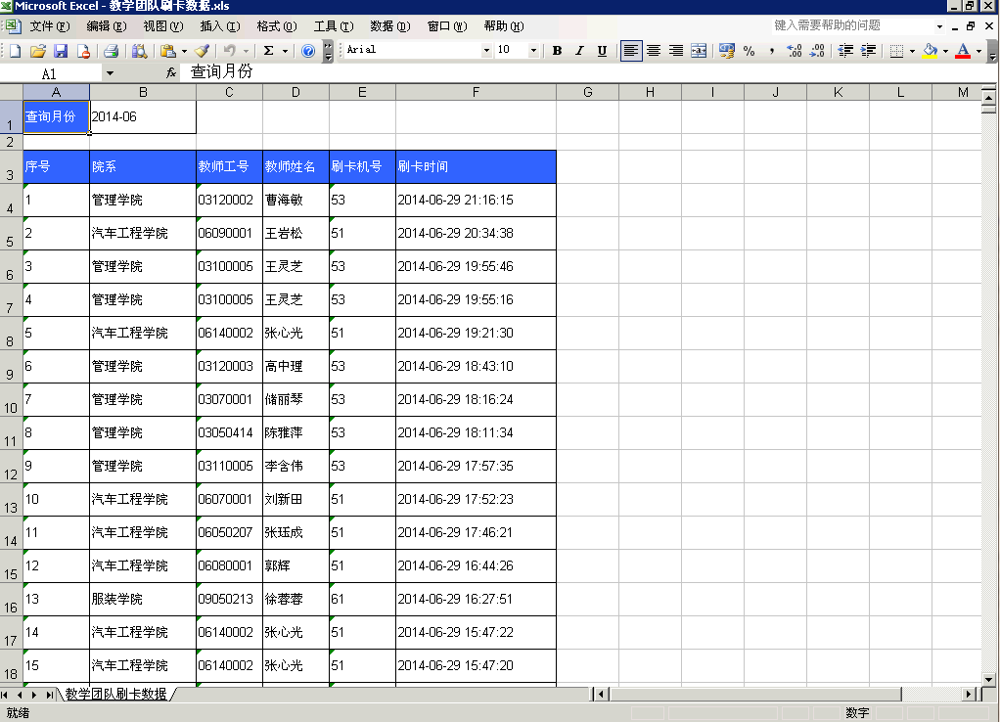 Microsoft Excel - 教学团队刷卡数据.xls
文件(F) 编辑(E) 视图(V) 插入(I) 格式(O) 工具(T) 数据(D) 窗口(W) 帮助(H) 键入需要帮助的问题
Arial 10 B I U
A1 fx 查询月份
A B C D E F G H I J K L M
1 查询月份 2014-06
2
3 序号 院系 教师工号 教师姓名 刷卡机号 刷卡时间
4 1 管理学院 03120002 曹海敏 53 2014-06-29 21:16:15
5 2 汽车工程学院 06090001 王岩松 51 2014-06-29 20:34:38
6 3 管理学院 03100005 王灵芝 53 2014-06-29 19:55:46
7 4 管理学院 03100005 王灵芝 53 2014-06-29 19:55:16
8 5 汽车工程学院 06140002 张心光 51 2014-06-29 19:21:30
9 6 管理学院 03120003 高中理 53 2014-06-29 18:43:10
10 7 管理学院 03070001 储丽琴 53 2014-06-29 18:16:24
11 8 管理学院 03050414 陈雅萍 53 2014-06-29 18:11:34
12 9 管理学院 03110005 李含伟 53 2014-06-29 17:57:35
13 10 汽车工程学院 06070001 刘新田 51 2014-06-29 17:52:23
14 11 汽车工程学院 06050207 张珏成 51 2014-06-29 17:46:21
15 12 汽车工程学院 06080001 郭辉 51 2014-06-29 16:44:26
16 13 服装学院 09050213 徐蓉蓉 61 2014-06-29 16:27:51
17 14 汽车工程学院 06140002 张心光 51 2014-06-29 15:47:22
18 15 汽车工程学院 06140002 张心光 51 2014-06-29 15:47:20
教学团队刷卡数据
就绪 数字